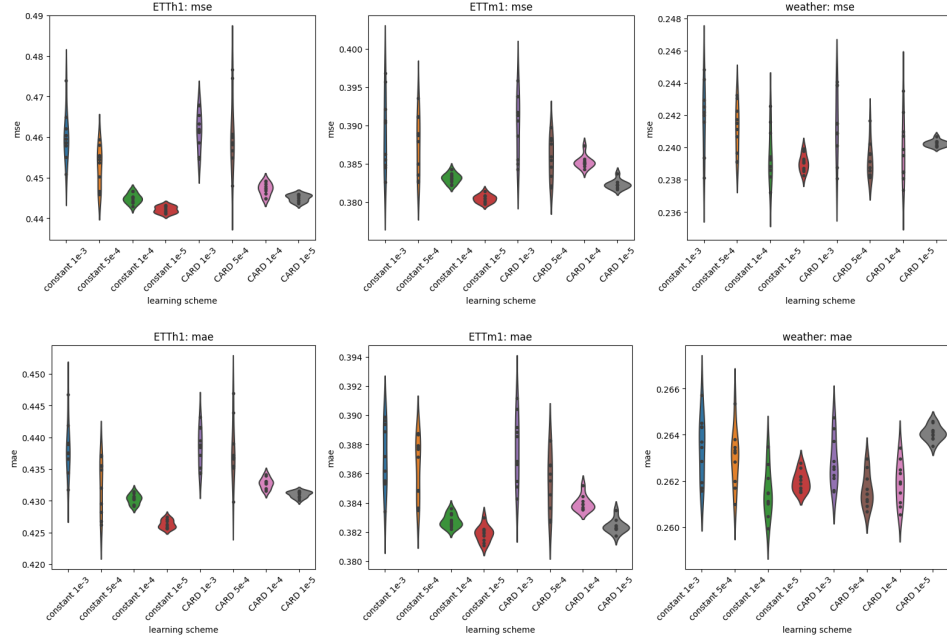 ETTh1: mse
0.49
0.48
0.47
0.46
0.45
0.44
mse
constant 1e-3
constant 5e-4
constant 1e-4
constant 1e-5
CARD 1e-3
CARD 5e-4
CARD 1e-4
CARD 1e-5
learning scheme
ETTm1: mse
0.400
0.395
0.390
0.385
0.380
mse
constant 1e-3
constant 5e-4
constant 1e-4
constant 1e-5
CARD 1e-3
CARD 5e-4
CARD 1e-4
CARD 1e-5
learning scheme
weather: mse
0.248
0.246
0.244
0.242
0.240
0.238
0.236
mse
constant 1e-3
constant 5e-4
constant 1e-4
constant 1e-5
CARD 1e-3
CARD 5e-4
CARD 1e-4
CARD 1e-5
learning scheme
ETTh1: mae
0.450
0.445
0.440
0.435
0.430
0.425
0.420
mae
constant 1e-3
constant 5e-4
constant 1e-4
constant 1e-5
CARD 1e-3
CARD 5e-4
CARD 1e-4
CARD 1e-5
learning scheme
ETTm1: mae
0.394
0.392
0.390
0.388
0.386
0.384
0.382
0.380
mae
constant 1e-3
constant 5e-4
constant 1e-4
constant 1e-5
CARD 1e-3
CARD 5e-4
CARD 1e-4
CARD 1e-5
learning scheme
weather: mae
0.266
0.264
0.262
0.260
mae
constant 1e-3
constant 5e-4
constant 1e-4
constant 1e-5
CARD 1e-3
CARD 5e-4
CARD 1e-4
CARD 1e-5
learning scheme